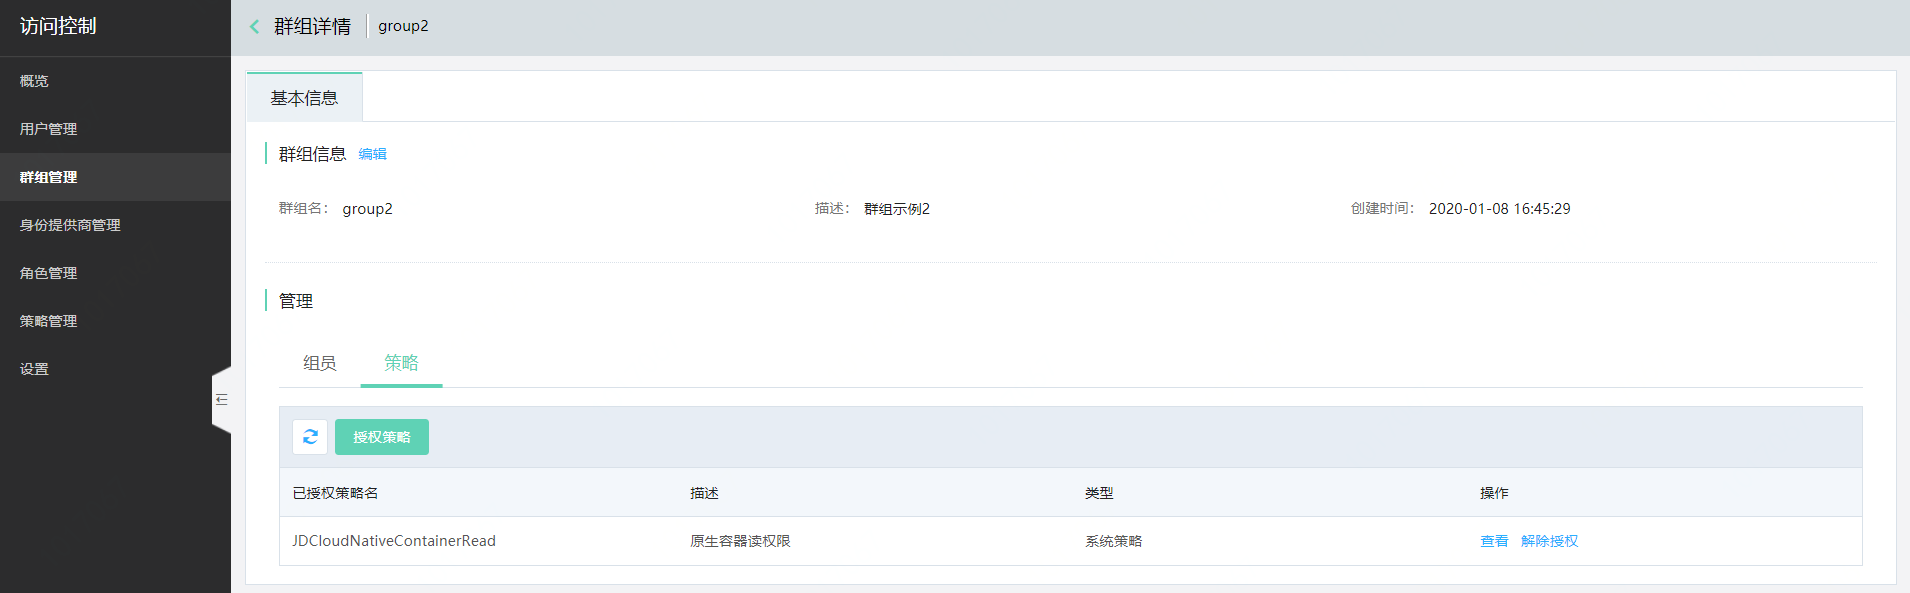 访问控制
概览
用户管理
群组管理
身份提供商管理
角色管理
策略管理
设置
群组详情 group2
基本信息
群组信息 编辑
群组名： group2 描述： 群组示例2 创建时间： 2020-01-08 16:45:29
管理
组员 策略
授权策略
已授权策略名 描述 类型 操作
JDCloudNativeContainerRead 原生容器读权限 系统策略 查看 解除授权